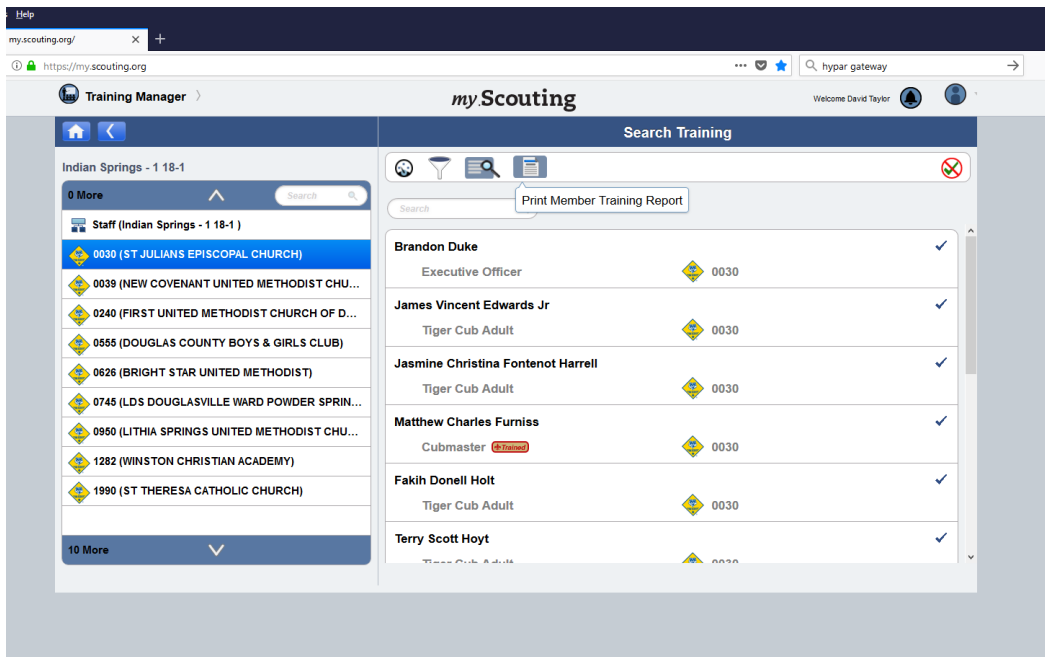 s Help
my.scouting.org/
https://my.scouting.org
hypar gateway
Training Manager
my.Scouting
Welcome David Taylor
Search Training
Indian Springs - 1 18-1
0 More
Search
Staff (Indian Springs - 1 18-1 )
0030 (ST JULIANS EPISCOPAL CHURCH)
0039 (NEW COVENANT UNITED METHODIST CHU...
0240 (FIRST UNITED METHODIST CHURCH OF D...
0555 (DOUGLAS COUNTY BOYS & GIRLS CLUB)
0626 (BRIGHT STAR UNITED METHODIST)
0745 (LDS DOUGLASVILLE WARD POWDER SPRIN...
0950 (LITHIA SPRINGS UNITED METHODIST CHU...
1282 (WINSTON CHRISTIAN ACADEMY)
1990 (ST THERESA CATHOLIC CHURCH)
10 More
Print Member Training Report
Search
Brandon Duke
Executive Officer 0030
James Vincent Edwards Jr
Tiger Cub Adult 0030
Jasmine Christina Fontenot Harrell
Tiger Cub Adult 0030
Matthew Charles Furniss
Cubmaster Trained 0030
Fakih Donell Holt
Tiger Cub Adult 0030
Terry Scott Hoyt
Tiger Cub Adult 0030